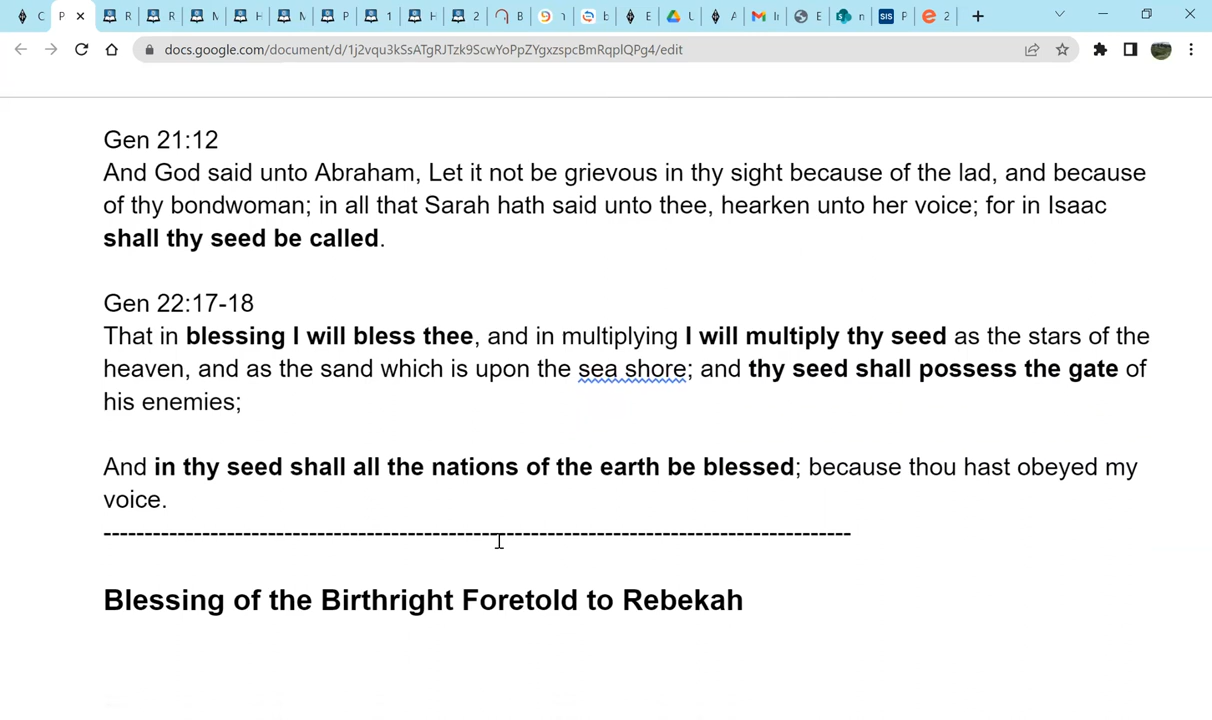 C P R R M H M P 1 H H 2 B H b U A M Ir E n SIS P 2
docs.google.com/document/d/1j2vqu3kSsATgRJTzk9ScwYoPpZYgxzspcBmRqplQPg4/edit
Gen 21:12
And God said unto Abraham, Let it not be grievous in thy sight because of the lad, and because
of thy bondwoman; in all that Sarah hath said unto thee, hearken unto her voice; for in Isaac
shall thy seed be called.
Gen 22:17-18
That in blessing I will bless thee, and in multiplying I will multiply thy seed as the stars of the
heaven, and as the sand which is upon the sea shore; and thy seed shall possess the gate of
his enemies;
And in thy seed shall all the nations of the earth be blessed; because thou hast obeyed my
voice.
--------------------------------------------------------------------------------------------
Blessing of the Birthright Foretold to Rebekah